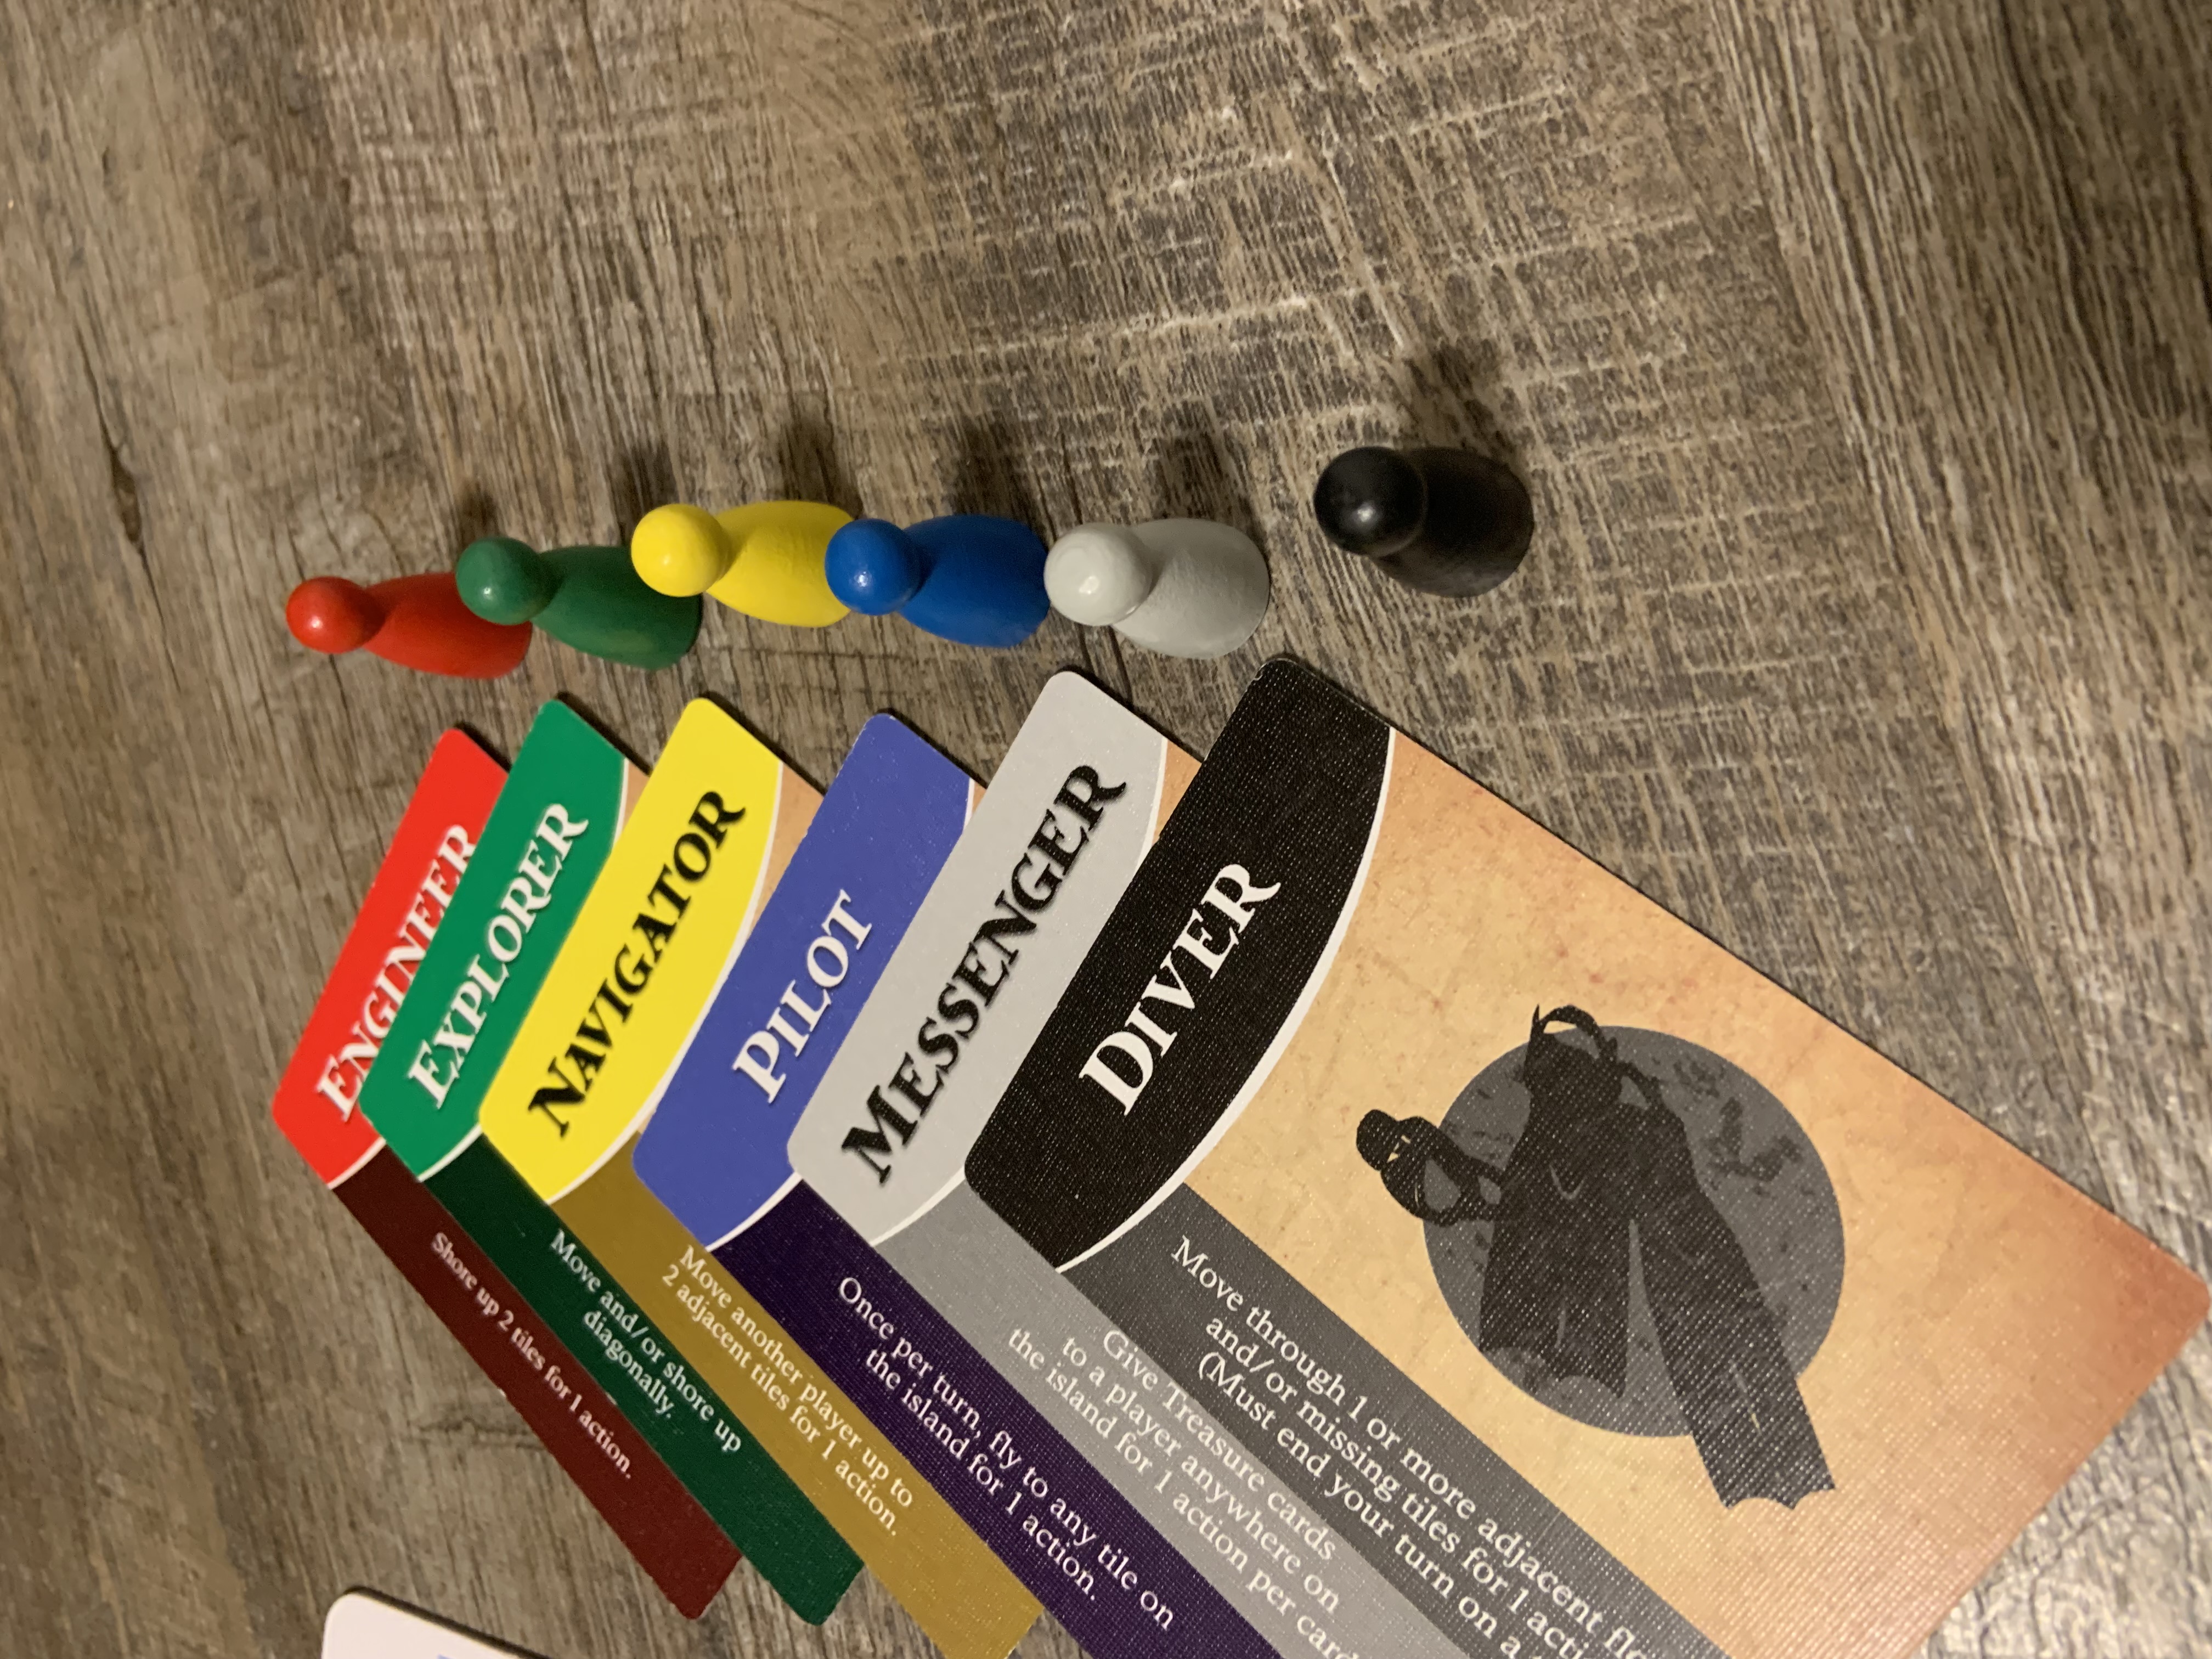 ENGINEER
Shore up 2 tiles for 1 action.
EXPLORER
Move and/or shore up
diagonally.
NAVIGATOR
Move another player up to
2 adjacent tiles for 1 action.
PILOT
Once per turn, fly to any tile on
the island for 1 action.
MESSENGER
Give Treasure cards
to a player anywhere on
the island for 1 action per
DIVER
Move through 1 or more adjacent
and/or missing tiles for 1
(Must end your turn on a